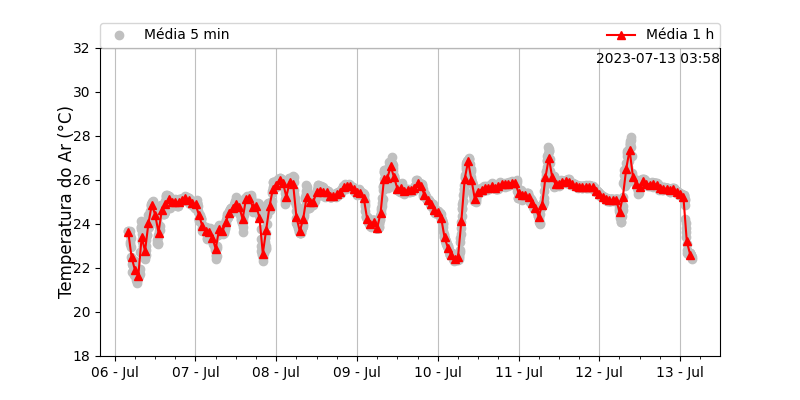 Média 5 min
Média 1 h
2023-07-13 03:58
Temperatura do Ar (°C)
32
30
28
26
24
22
20
18
06 - Jul
07 - Jul
08 - Jul
09 - Jul
10 - Jul
11 - Jul
12 - Jul
13 - Jul